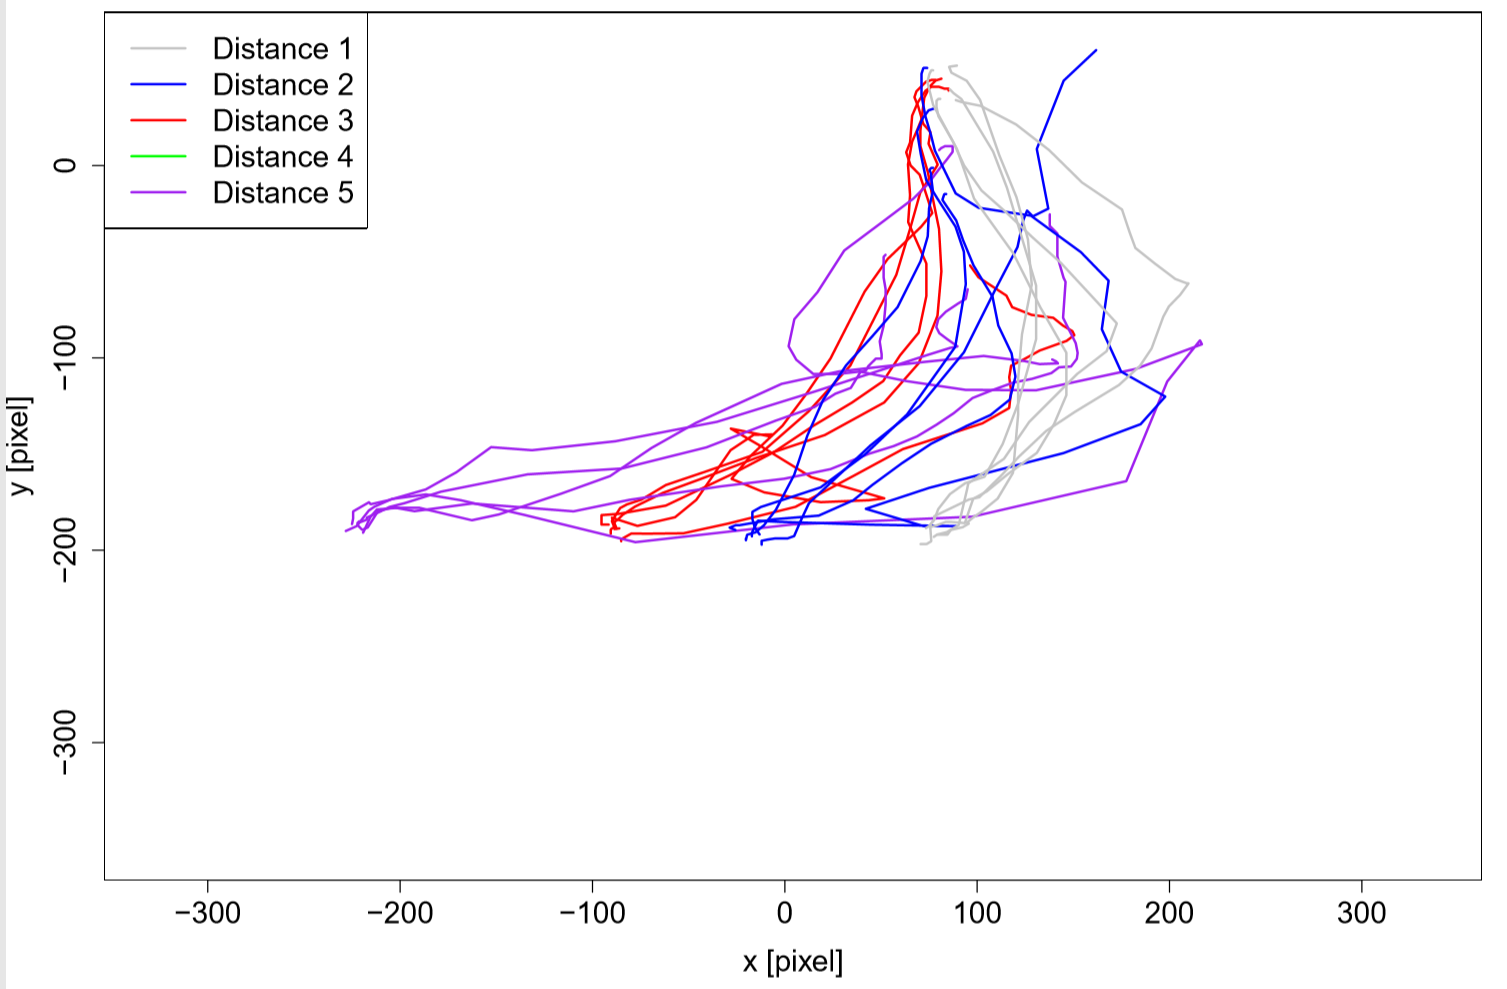 Distance 1
Distance 2
Distance 3
Distance 4
Distance 5
0
−100
−200
−300
y [pixel]
−300 −200 −100 0 100 200 300
x [pixel]